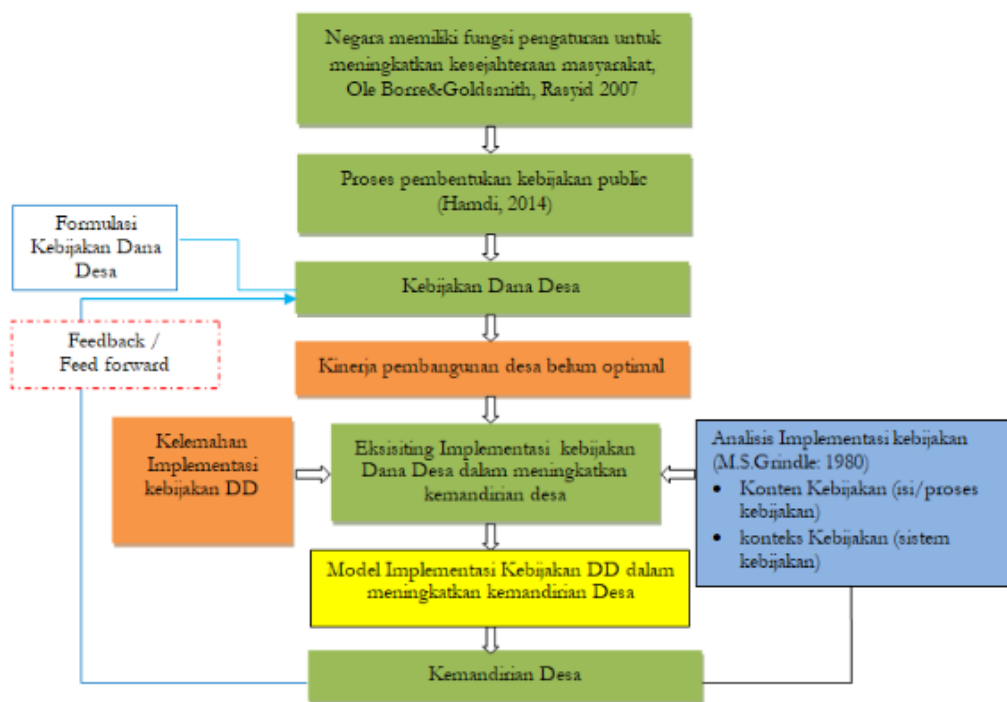 Negara memiliki fungsi pengaturan untuk
meningkatkan kesejahteraan masyarakat,
Ole Borre&Goldsmith, Rasyid 2007
Proses pembentukan kebijakan public
(Hamdi, 2014)
Formulasi
Kebijakan Dana
Desa
Kebijakan Dana Desa
Feedback /
Feed forward
Kinerja pembangunan desa belum optimal
Kelemahan
Implementasi
kebijakan DD
Eksisiting Implementasi kebijakan
Dana Desa dalam meningkatkan
kemandirian desa
Analisis Implementasi kebijakan
(M.S.Grindle: 1980)
• Konten Kebijakan (isi/proses
kebijakan)
• konteks Kebijakan (sistem
kebijakan)
Model Implementasi Kebijakan DD dalam
meningkatkan kemandirian Desa
Kemandirian Desa